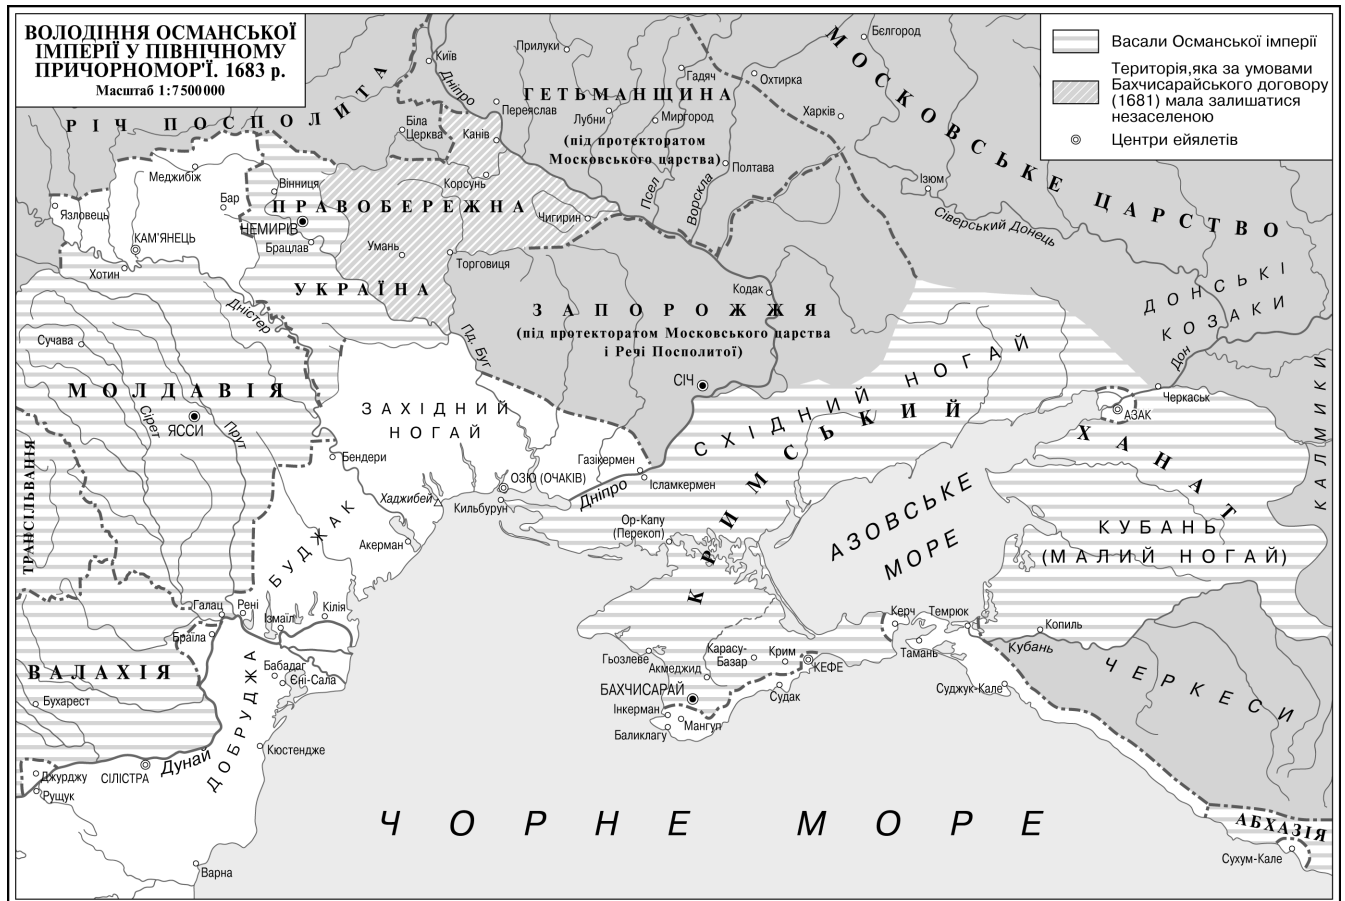 ВОЛОДІННЯ ОСМАНСЬКОЇ
ІМПЕРІЇ У ПІВНІЧНОМУ
ПРИЧОРНОМОР'Ї. 1683 р.
Масштаб 1:7 500 000
Васали Османської імперії
Територія,яка за умовами
Бахчисарайського договору
(1681) мала залишатися
незаселеною
Центри ейялетів
РІЧ ПОСПОЛИТА
Київ
Дніпро
Прилуки
Гадяч
Охтирка
Бєлгород
МОСКОВСЬКЕ ЦАРСТВО
ГЕТЬМАНЩИНА
(під протекторатом
Московського царства)
Переяслав
Лубни
Миргород
Харків
Біла
Церква
Канів
Полтава
Меджибіж
Вінниця
Корсунь
Псел
Ворскла
Ізюм
Язловець
Бар
ПРАВОБЕРЕЖНА
УКРАЇНА
НЕМИРІВ
Чигирин
Сіверський Донець
КАМ'ЯНЕЦЬ
Брацлав
Умань
Торговиця
Хотин
Кодак
ДОНСЬКІ
КОЗАКИ
Дністер
ЗАПОРОЖЖЯ
(під протекторатом Московського царства
і Речі Посполитої)
Пд. Буг
Сучава
СІЧ
Дон
Черкаськ
КАЛМИКИ
МОЛДАВІЯ
Сірет
ЯССИ
Прут
ЗАХІДНИЙ
НОГАЙ
СХІДНИЙ НОГАЙ
АЗАК
КРИМСЬКИЙ ХАНАТ
ТРАНСІЛЬВАНІЯ
Бендери
Газікермен
Ісламкермен
Дніпро
ОЗЮ (ОЧАКІВ)
Хаджибей
Кильбурун
Ор-Капу
(Перекоп)
АЗОВСЬКЕ
МОРЕ
КУБАНЬ
(МАЛИЙ НОГАЙ)
БУДЖАК
Акерман
Галац
Рені
Ізмаїл
Кілія
Браїла
Керч
Темрюк
Копиль
Тамань
Кубань
ЧЕРКЕСИ
ВАЛАХІЯ
Бабадаг
Єні-Сала
Гьозлеве
Карасу-
Базар
Крим
КЕФЕ
Акмеджид
БАХЧИСАРАЙ
Судак
Суджук-Кале
Бухарест
Інкерман
Мангуп
Баликлагу
ДОБРУДЖА
Кюстендже
Дунай
Джурджу
СІЛІСТРА
Рущук
ЧОРНЕ МОРЕ
АБХАЗІЯ
Сухум-Кале
Варна